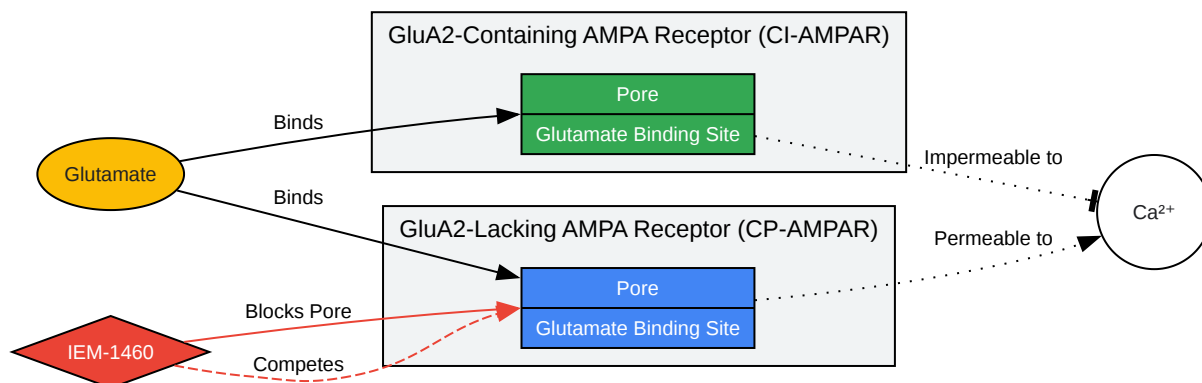 GluA2-Containing AMPA Receptor (CI-AMPAR)
Pore
Glutamate Binding Site
Binds
Glutamate
Impermeable to
Ca²⁺
Binds
GluA2-Lacking AMPA Receptor (CP-AMPAR)
Permeable to
Pore
Glutamate Binding Site
Blocks Pore
IEM-1460
Competes